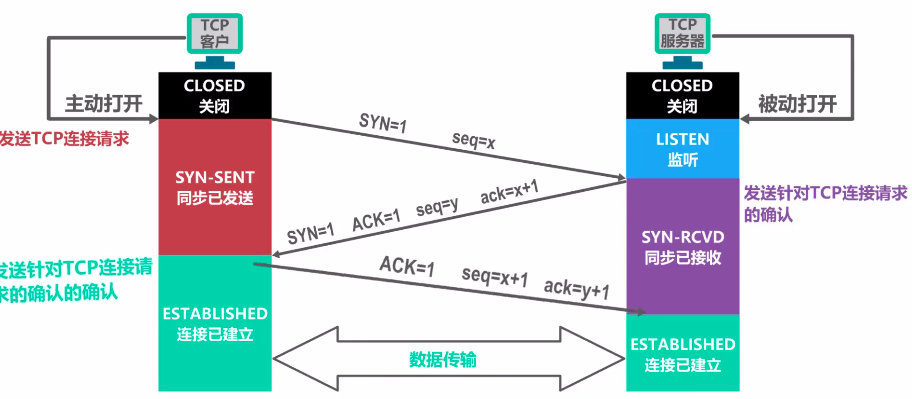 TCP
客户
TCP
服务器
CLOSED
关闭
CLOSED
关闭
主动打开
被动打开
发送TCP连接请求
SYN=1 seq=x
LISTEN
监听
SYN-SENT
同步已发送
发送针对TCP连接请求
的确认
SYN=1 ACK=1 seq=y ack=x+1
SYN-RCVD
同步已接收
发送针对TCP连接请
求的确认的确认
ACK=1 seq=x+1 ack=y+1
ESTABLISHED
连接已建立
ESTABLISHED
连接已建立
数据传输